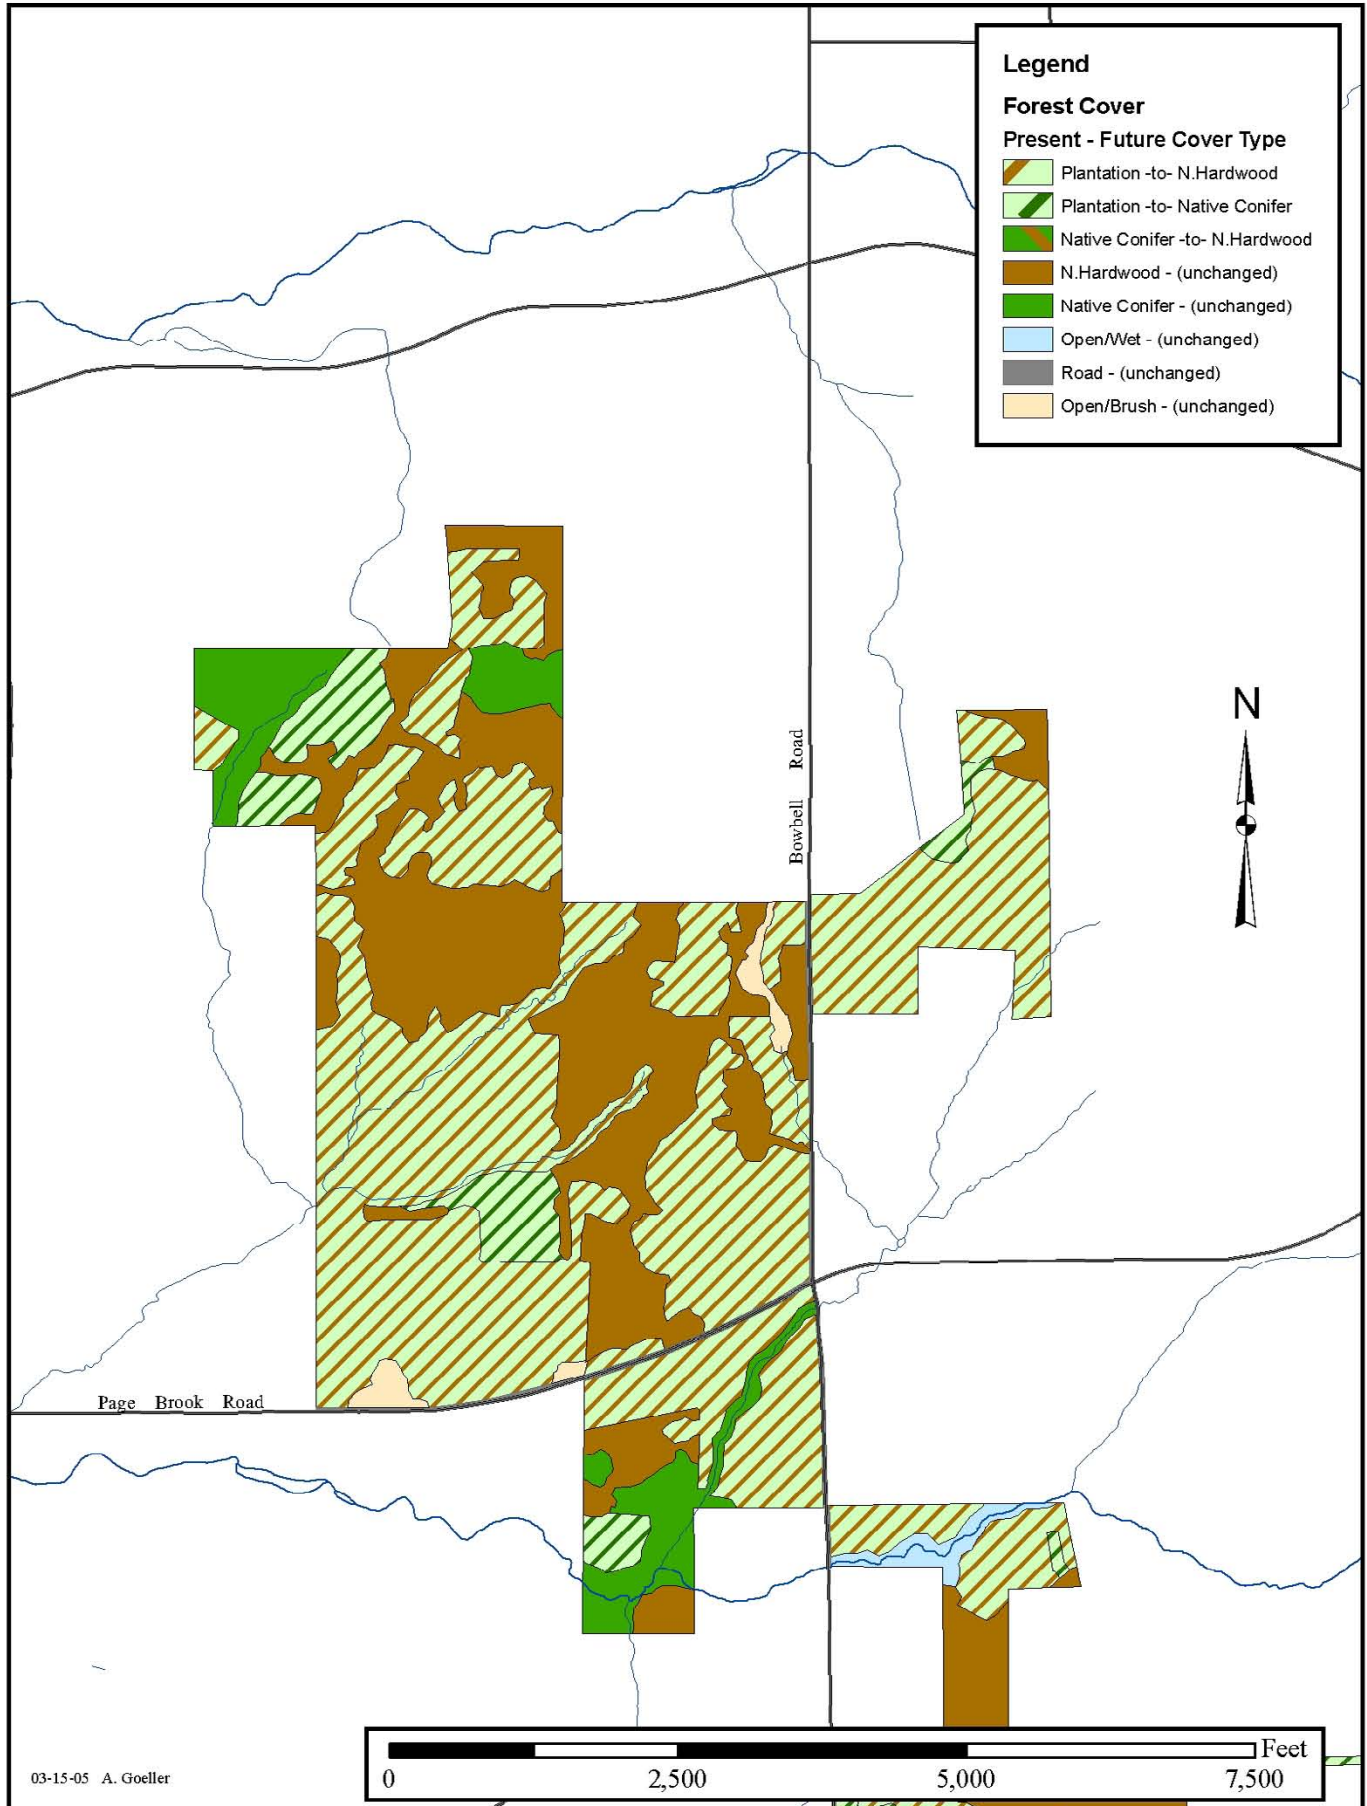 Legend
Forest Cover
Present - Future Cover Type
Plantation -to- N.Hardwood
Plantation -to- Native Conifer
Native Conifer -to- N.Hardwood
N.Hardwood - (unchanged)
Native Conifer - (unchanged)
Open/Wet - (unchanged)
Road - (unchanged)
Open/Brush - (unchanged)
N
Bowbell Road
Page Brook Road
Feet
0 2,500 5,000 7,500
03-15-05 A. Goeller